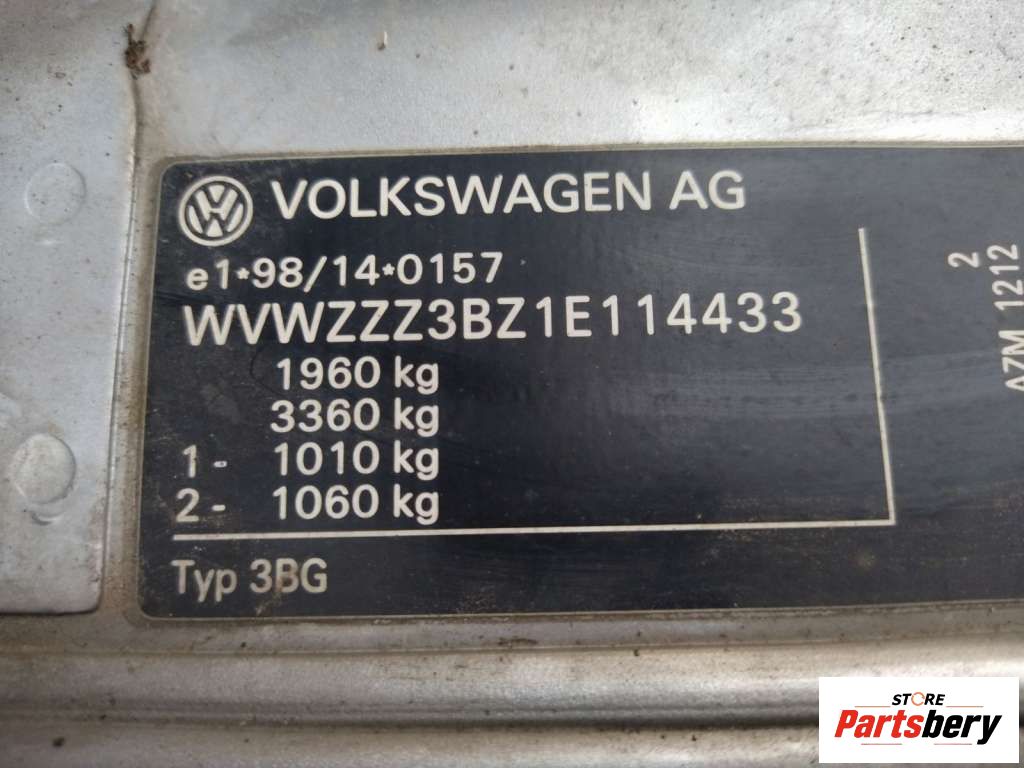 VOLKSWAGEN AG
e1*98/14*0157
WVWZZZ3BZ1E114433
1960 kg
3360 kg
1- 1010 kg
2- 1060 kg
Typ 3BG
2
AZM 1212
STORE
Partsbery